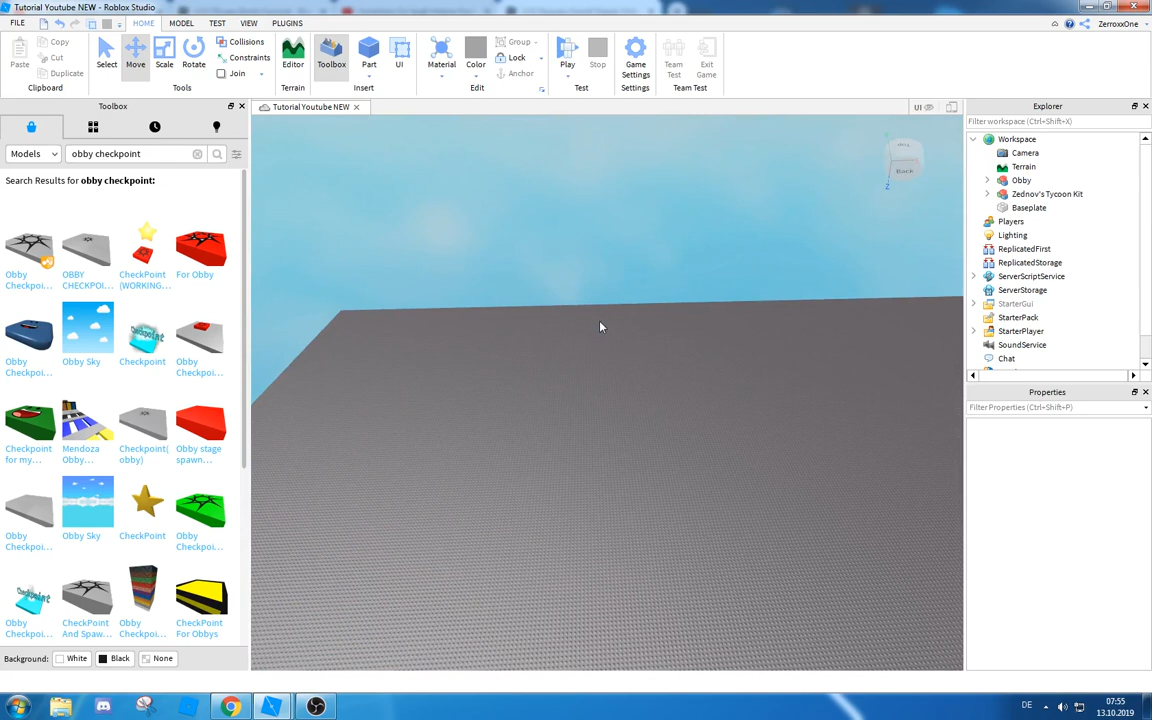 Tutorial Youtube NEW - Roblox Studio
FILE HOME MODEL TEST VIEW PLUGINS
ZerroxxOne
Paste Copy Cut Duplicate Clipboard
Select Move Scale Rotate Collisions Constraints Join Tools
Editor Terrain
Toolbox Part UI Insert
Material Color Group Lock Anchor Edit
Play Stop Test
Game Settings Settings
Team Test Exit Game Team Test
Toolbox
Tutorial Youtube NEW
UI
Explorer
Models obby checkpoint
Search Results for obby checkpoint:
Obby Checkpoi...
OBBY CHECKPOI...
CheckPoint (WORKING...
For Obby
Obby Checkpoi...
Obby Sky
Checkpoint
Obby Checkpoi...
Checkpoint for my...
Mendoza Obby...
Checkpoint( obby)
Obby stage spawn...
Obby Checkpoi...
Obby Sky
CheckPoint
Obby Checkpoi...
Obby Checkpoi...
CheckPoint And Spaw...
Obby Checkpoi...
CheckPoint For Obbys
Background: White Black None
Back
Z
Filter workspace (Ctrl+Shift+X)
Workspace
Camera
Terrain
Obby
Zednov's Tycoon Kit
Baseplate
Players
Lighting
ReplicatedFirst
ReplicatedStorage
ServerScriptService
ServerStorage
StarterGui
StarterPack
StarterPlayer
SoundService
Chat
Properties
Filter Properties (Ctrl+Shift+P)
DE
07:55
13.10.2019